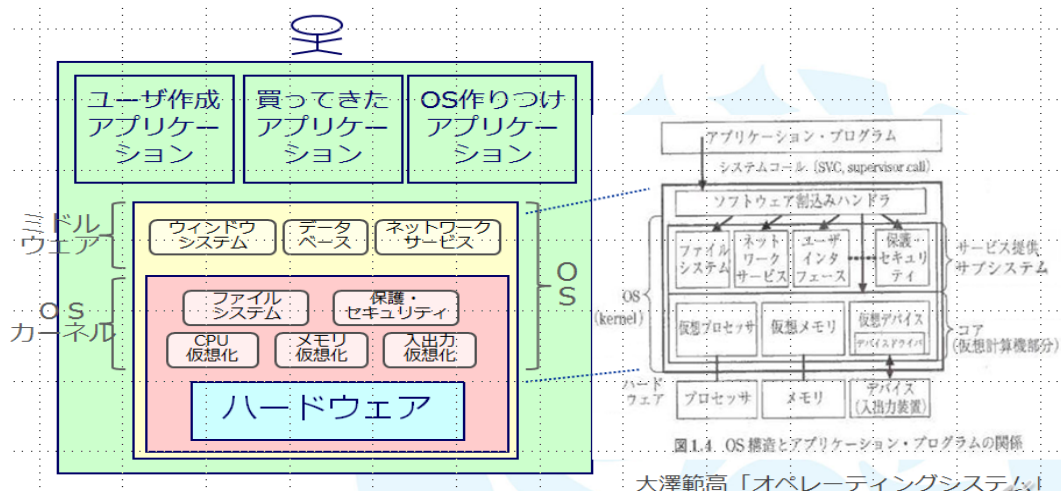 ユーザ作成
アプリケー
ション
買ってきた
アプリケー
ション
OS作りつけ
アプリケー
ション
ミドル
ウェア
ウィンドウ
システム
データ
ベース
ネットワーク
サービス
OS
OS
カーネル
ファイル
システム
保護・
セキュリティ
CPU
仮想化
メモリ
仮想化
入出力
仮想化
ハードウェア
アプリケーション・プログラム
システムコール（SVC, supervisor call）
ソフトウェア割込みハンドラ
ファイル
システム
ネット
ワーク
サービス
ユーザ
インタ
フェース
保護・
セキュリ
ティ
サービス提供
サブシステム
OS
(kernel)
仮想プロセッサ
仮想メモリ
仮想デバイス
デバイスドライバ
コア
(仮想計算機部分)
ハード
ウェア
プロセッサ
メモリ
デバイス
(入出力装置)
図1.4 OS構造とアプリケーション・プログラムの関係
大澤範高「オペレーティングシステム」